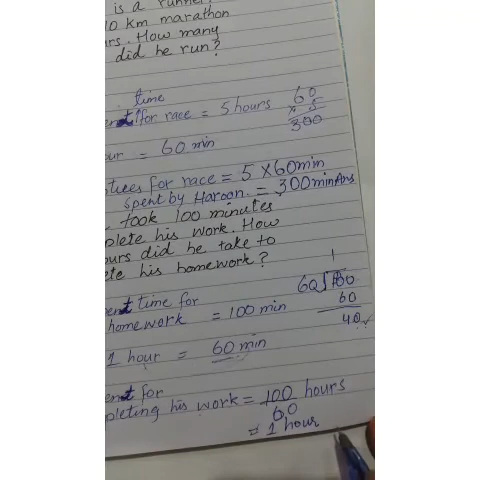 is a runner.
10 km marathon
rs. How many
did he run?
time
ent for race = 5 hours
60
x 5
300
our = 60 min
utes for race = 5 X 60 min
spent by Haroon. = 300 min Ans
took 100 minutes
plete his work. How
ours did he take to
ete his homework?
ent time for
homework = 100 min
1
60 100
60
40
1 hour = 60 min
ent for
pleting his work = 100/60 hours
= 1 hour